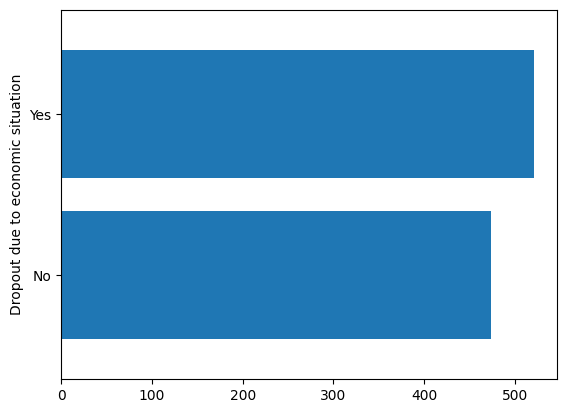 Dropout due to economic situation
Yes
No
0 100 200 300 400 500